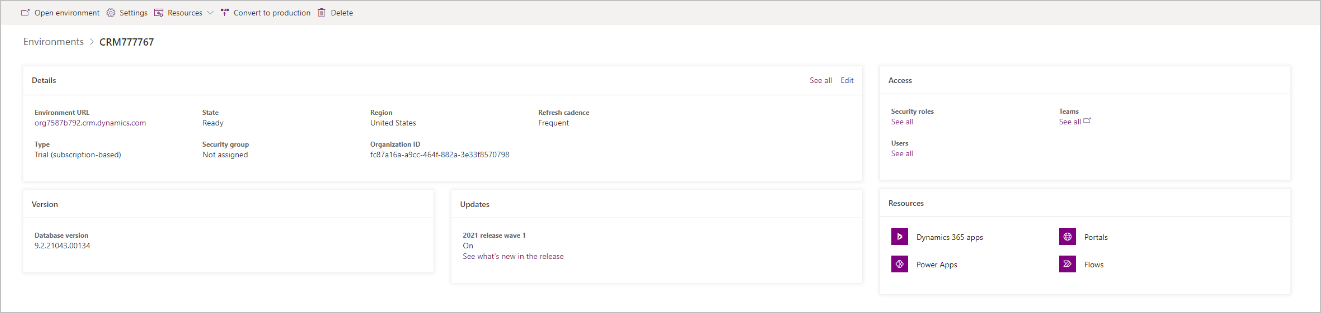 Open environment Settings Resources Convert to production Delete
Environments > CRM777767
Details See all Edit
Environment URL State Region Refresh cadence
org7587b792.crm.dynamics.com Ready United States Frequent
Type Security group Organization ID
Trial (subscription-based) Not assigned fc87a16a-a9cc-464f-882a-3e33f8570798
Access
Security roles Teams
See all See all
Users
See all
Version
Database version
9.2.21043.00134
Updates
2021 release wave 1
On
See what's new in the release
Resources
Dynamics 365 apps Portals
Power Apps Flows